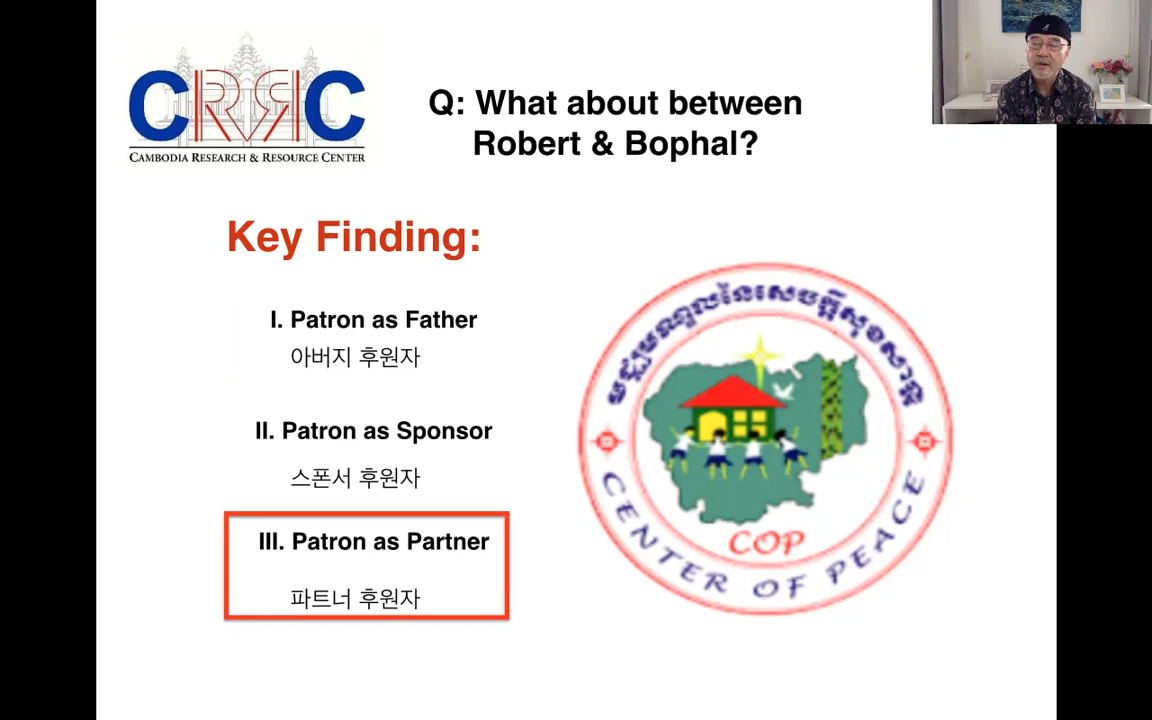 CRRC
CAMBODIA RESEARCH & RESOURCE CENTER
Q: What about between
Robert & Bophal?
Key Finding:
I. Patron as Father
아버지 후원자
II. Patron as Sponsor
스폰서 후원자
III. Patron as Partner
파트너 후원자
COP
CENTER OF PEACE